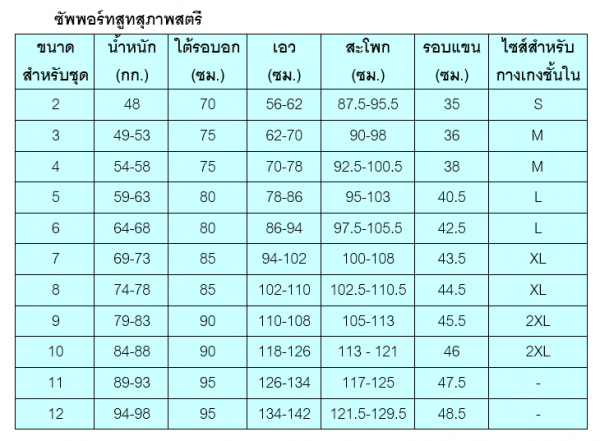 ซัพพอร์ทสูทสุภาพสตรี
ขนาด น้ำหนัก ใต้รอบอก เอว สะโพก รอบแขน ไซส์สำหรับ
สำหรับชุด (กก.) (ซม.) (ซม.) (ซม.) (ซม.) กางเกงชั้นใน
2 48 70 56-62 87.5-95.5 35 S
3 49-53 75 62-70 90-98 36 M
4 54-58 75 70-78 92.5-100.5 38 M
5 59-63 80 78-86 95-103 40.5 L
6 64-68 80 86-94 97.5-105.5 42.5 L
7 69-73 85 94-102 100-108 43.5 XL
8 74-78 85 102-110 102.5-110.5 44.5 XL
9 79-83 90 110-108 105-113 45.5 2XL
10 84-88 90 118-126 113 - 121 46 2XL
11 89-93 95 126-134 117-125 47.5 -
12 94-98 95 134-142 121.5-129.5 48.5 -